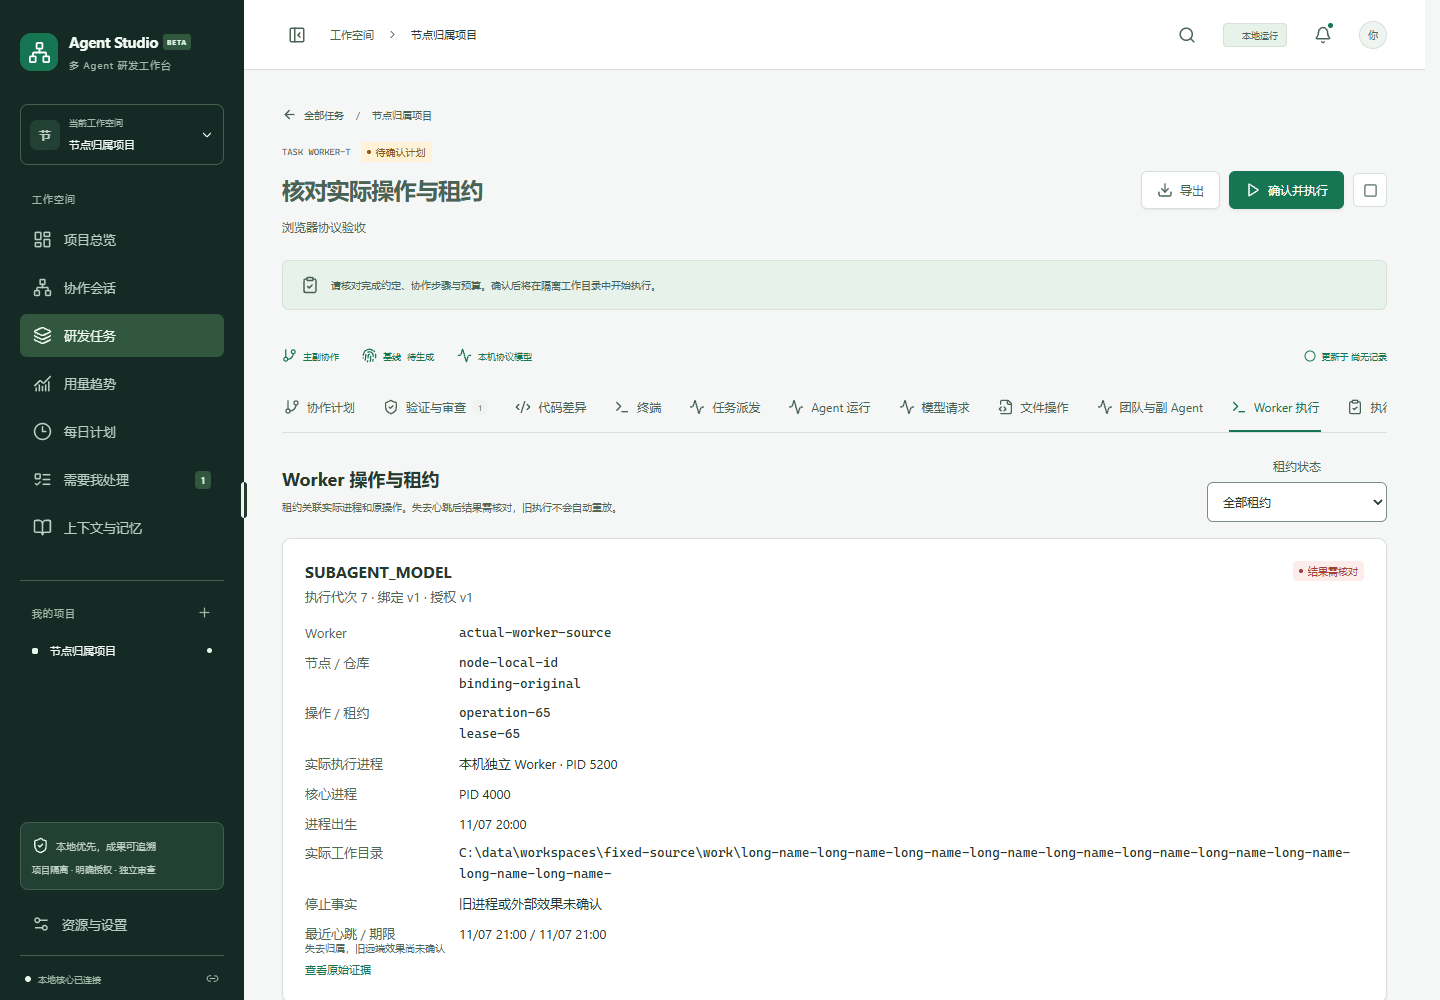 Agent Studio BETA
多 Agent 研发工作台
当前工作空间
节
节点归属项目
工作空间
项目总览
协作会话
研发任务
用量趋势
每日计划
需要我处理 1
上下文与记忆
我的项目
节点归属项目
本地优先，成果可追溯
项目隔离 · 明确授权 · 独立审查
资源与设置
本地核心已连接
工作空间 > 节点归属项目
本地运行
你
全部任务 / 节点归属项目
TASK WORKER-T 待确认计划
核对实际操作与租约
导出
确认并执行
浏览器协议验收
请核对完成约定、协作步骤与预算。确认后将在隔离工作目录中开始执行。
主副协作
基线 待生成
本机协议模型
更新于 尚无记录
协作计划 验证与审查 1 代码差异 终端 任务派发 Agent 运行 模型请求 文件操作 团队与副 Agent Worker 执行
Worker 操作与租约
租约状态
租约关联实际进程和原操作。失去心跳后结果需核对，旧执行不会自动重放。
全部租约
SUBAGENT_MODEL
结果需核对
执行代次 7 · 绑定 v1 · 授权 v1
Worker actual-worker-source
节点 / 仓库 node-local-id
binding-original
操作 / 租约 operation-65
lease-65
实际执行进程 本机独立 Worker · PID 5200
核心进程 PID 4000
进程出生 11/07 20:00
实际工作目录 C:\data\workspaces\fixed-source\work\long-name-long-name-long-name-long-name-long-name-long-name-long-name-long-name-
long-name-long-name-
停止事实 旧进程或外部效果未确认
最近心跳 / 期限 11/07 21:00 / 11/07 21:00
失去归属，旧远端效果尚未确认
查看原始证据